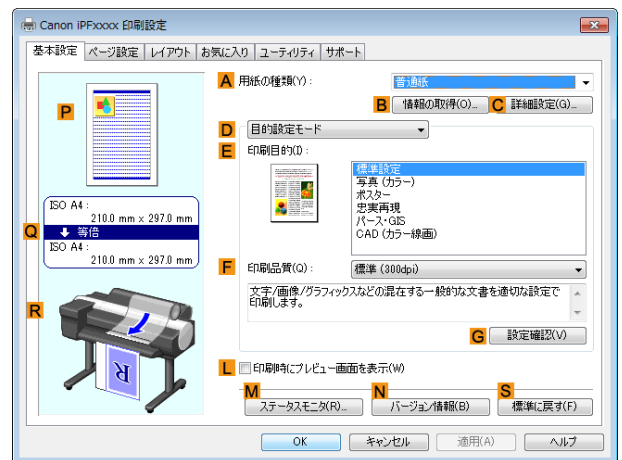 Canon iPFxxxx 印刷設定
基本設定 ページ設定 レイアウト お気に入り ユーティリティ サポート
A 用紙の種類(Y): 普通紙
B 情報の取得(O)... C 詳細設定(G)...
P
D 目的設定モード
E 印刷目的(I):
標準設定
写真 (カラー)
ポスター
忠実再現
パース・GIS
CAD (カラー線画)
ISO A4:
210.0 mm x 297.0 mm
Q 等倍
ISO A4:
210.0 mm x 297.0 mm
F 印刷品質(Q): 標準 (300dpi)
文字/画像/グラフィックスなどの混在する一般的な文書を適切な設定で
印刷します。
R
G 設定確認(V)
R
L 印刷時にプレビュー画面を表示(W)
M ステータスモニタ(R)... N バージョン情報(B) S 標準に戻す(F)
OK キャンセル 適用(A) ヘルプ